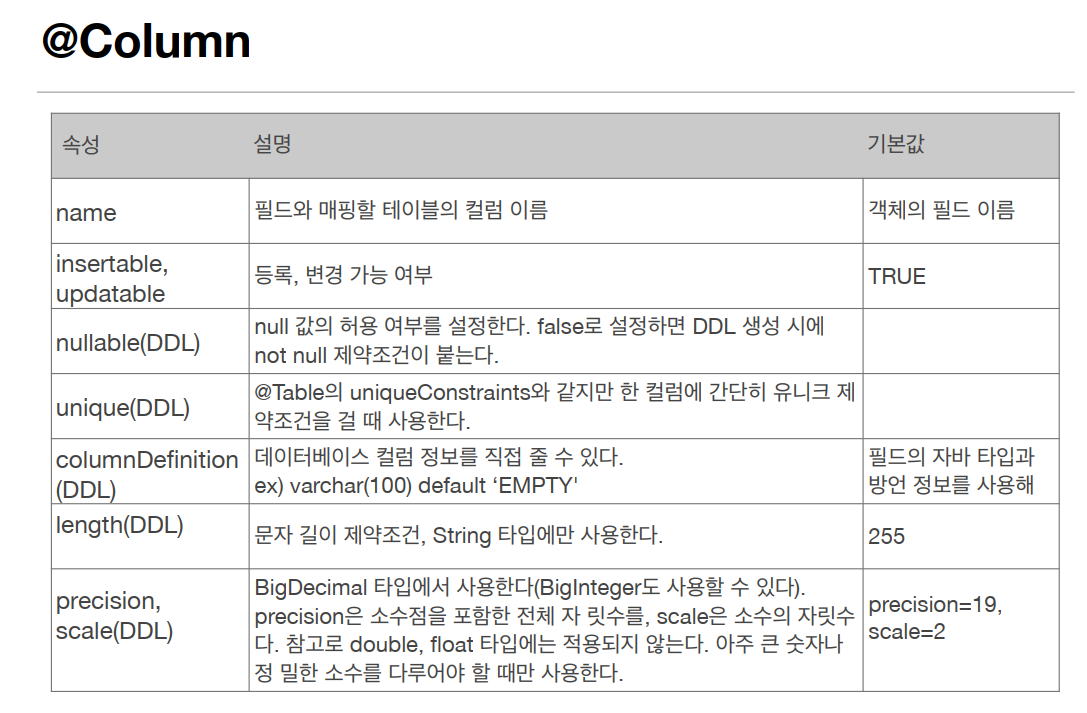 @Column
속성 설명 기본값
name 필드와 매핑할 테이블의 컬럼 이름 객체의 필드 이름
insertable,
updatable
등록, 변경 가능 여부 TRUE
nullable(DDL)
null 값의 허용 여부를 설정한다. false로 설정하면 DDL 생성 시에
not null 제약조건이 붙는다.
unique(DDL)
@Table의 uniqueConstraints와 같지만 한 컬럼에 간단히 유니크 제
약조건을 걸 때 사용한다.
columnDefinition
(DDL)
데이터베이스 컬럼 정보를 직접 줄 수 있다.
ex) varchar(100) default ‘EMPTY'
필드의 자바 타입과
방언 정보를 사용해
length(DDL)
문자 길이 제약조건, String 타입에만 사용한다.
255
precision,
scale(DDL)
BigDecimal 타입에서 사용한다(BigInteger도 사용할 수 있다).
precision은 소수점을 포함한 전체 자 릿수를, scale은 소수의 자릿수
다. 참고로 double, float 타입에는 적용되지 않는다. 아주 큰 숫자나
정 밀한 소수를 다루어야 할 때만 사용한다.
precision=19,
scale=2